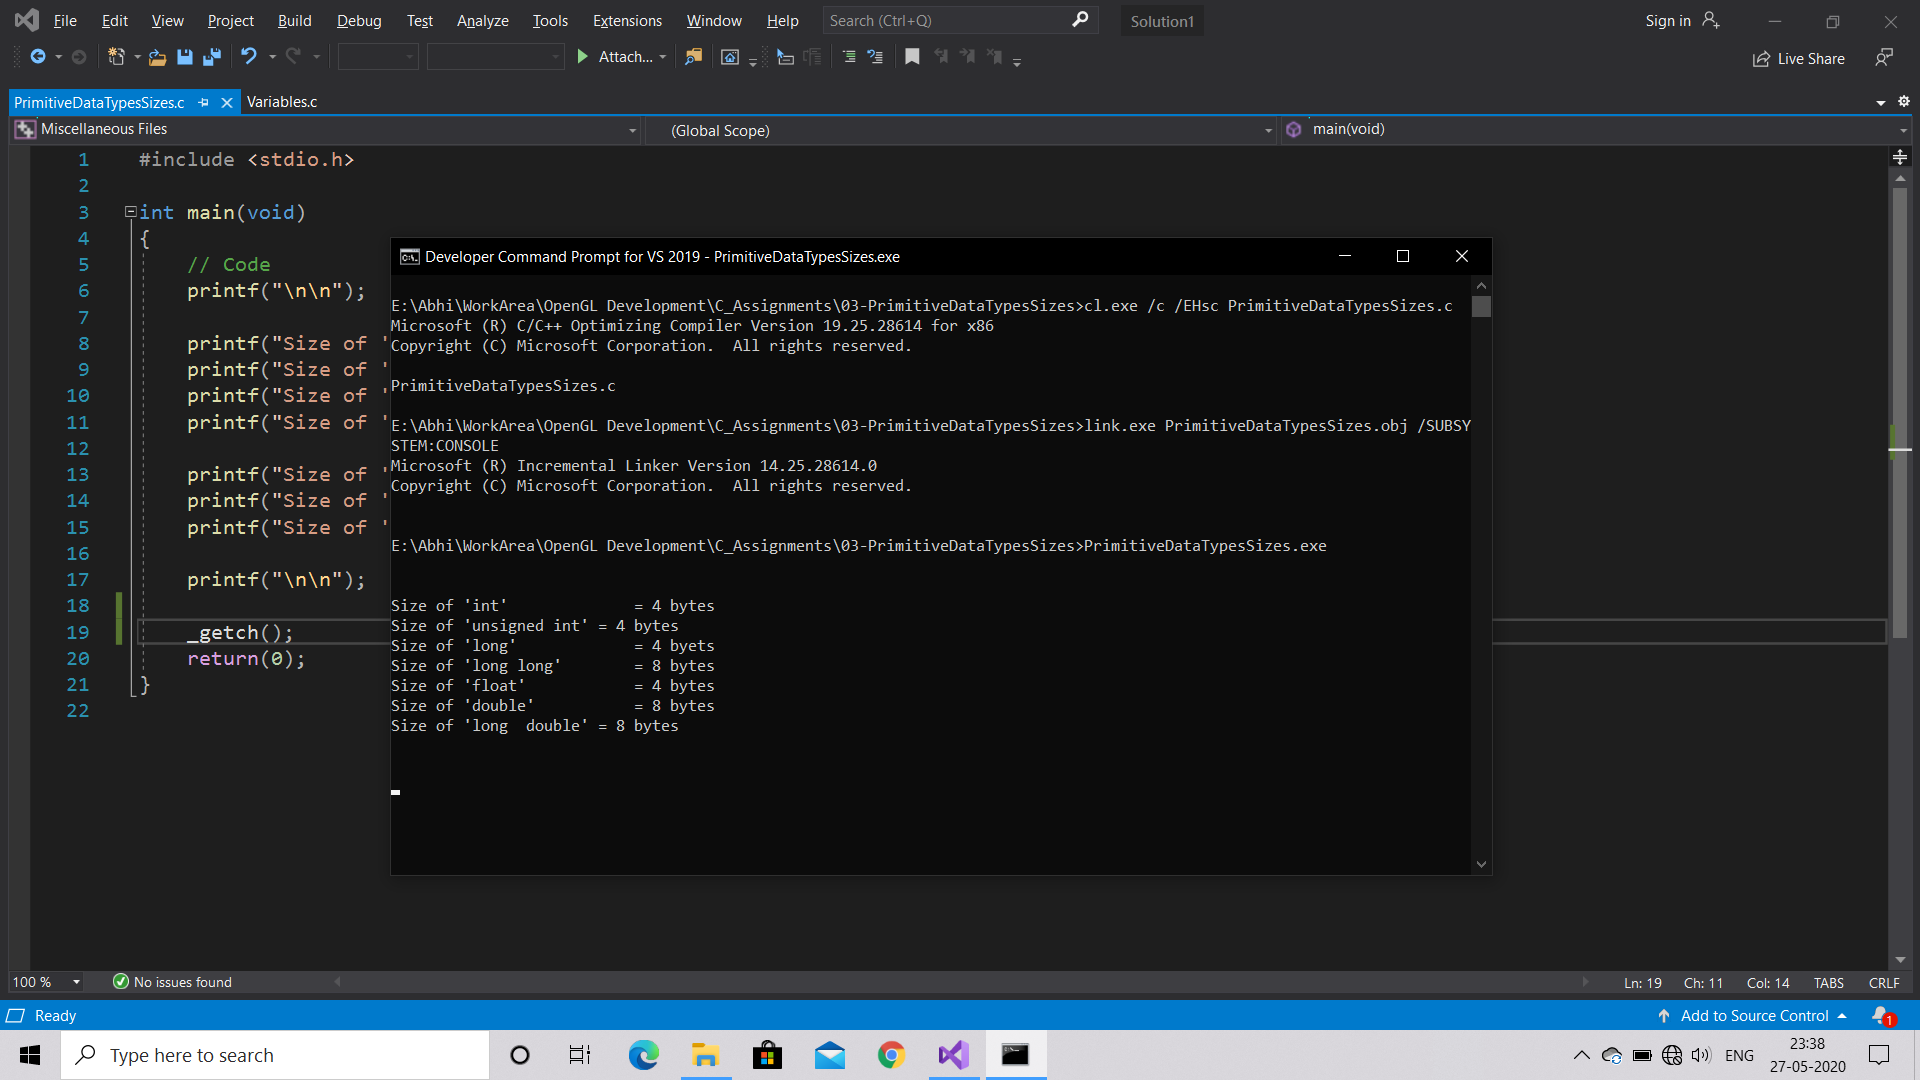 File Edit View Project Build Debug Test Analyze Tools Extensions Window Help Search (Ctrl+Q) Solution1 Sign in
Attach... Live Share
PrimitiveDataTypesSizes.c Variables.c
Miscellaneous Files (Global Scope) main(void)
1 #include <stdio.h>
2
3 int main(void)
4 {
5 // Code
6 printf("\n\n");
7
8 printf("Size of '
9 printf("Size of '
10 printf("Size of '
11 printf("Size of '
12
13 printf("Size of '
14 printf("Size of '
15 printf("Size of '
16
17 printf("\n\n");
18
19 _getch();
20 return(0);
21 }
22
Developer Command Prompt for VS 2019 - PrimitiveDataTypesSizes.exe
E:\Abhi\WorkArea\OpenGL Development\C_Assignments\03-PrimitiveDataTypesSizes>cl.exe /c /EHsc PrimitiveDataTypesSizes.c
Microsoft (R) C/C++ Optimizing Compiler Version 19.25.28614 for x86
Copyright (C) Microsoft Corporation.  All rights reserved.
PrimitiveDataTypesSizes.c
E:\Abhi\WorkArea\OpenGL Development\C_Assignments\03-PrimitiveDataTypesSizes>link.exe PrimitiveDataTypesSizes.obj /SUBSY
STEM:CONSOLE
Microsoft (R) Incremental Linker Version 14.25.28614.0
Copyright (C) Microsoft Corporation.  All rights reserved.
E:\Abhi\WorkArea\OpenGL Development\C_Assignments\03-PrimitiveDataTypesSizes>PrimitiveDataTypesSizes.exe
Size of 'int'              = 4 bytes
Size of 'unsigned int' = 4 bytes
Size of 'long'             = 4 byets
Size of 'long long'        = 8 bytes
Size of 'float'            = 4 bytes
Size of 'double'           = 8 bytes
Size of 'long  double' = 8 bytes
100 % No issues found Ln: 19 Ch: 11 Col: 14 TABS CRLF
Ready Add to Source Control 1
Type here to search ENG 23:38
27-05-2020